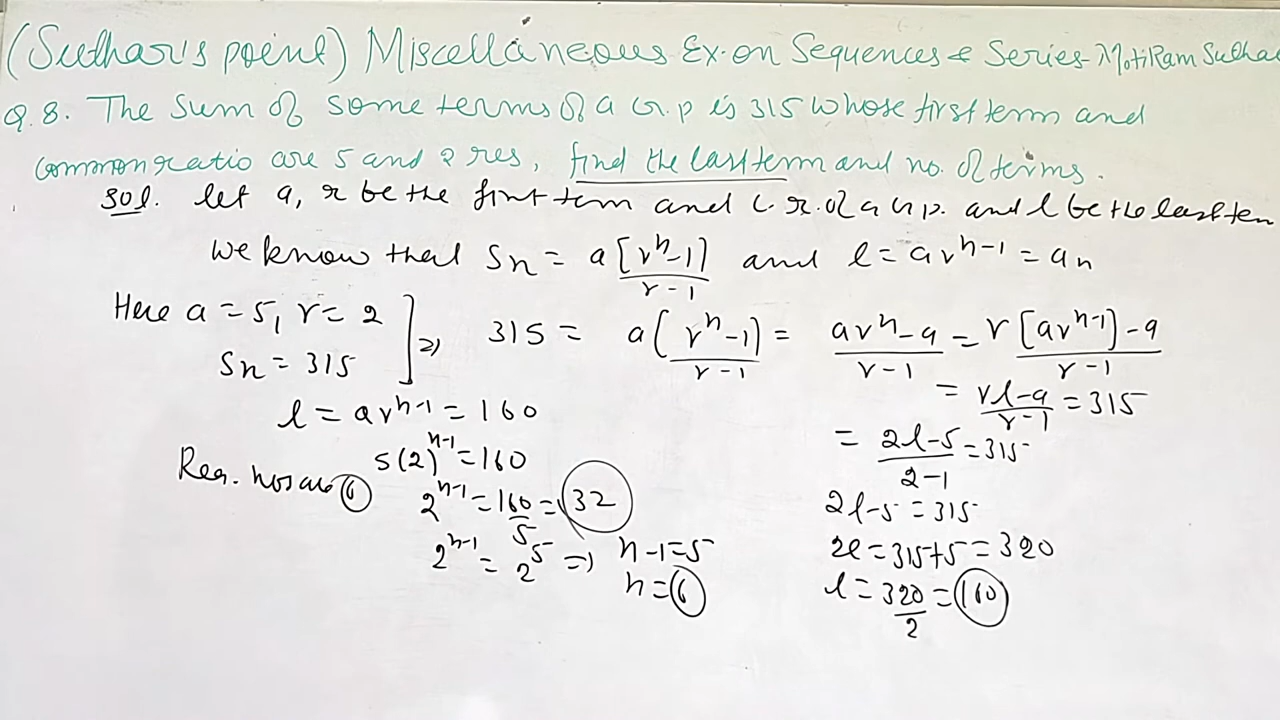 (Suthar's point) Miscellaneous Ex. on Sequences & Series - MotiRam Suthar
Q.8. The sum of some terms of a G.P is 315 whose first term and
common ratio are 5 and 2 res, find the last term and no. of terms.
Sol. let a, r be the first term and C.R. of a G.P. and l be the last ten
We know that Sn = a[r^n-1]/(r-1) and l = ar^(n-1) = an
Here a = 5, r = 2
Sn = 315 ] => 315 = a(r^n-1)/(r-1) = (ar^n-a)/(r-1) = (r[ar^(n-1)]-a)/(r-1)
= (rl-a)/(r-1) = 315
= (2l-5)/(2-1) = 315
2l-5 = 315
2l = 315+5 = 320
l = 320/2 = 160
l = ar^(n-1) = 160
5(2)^(n-1) = 160
2^(n-1) = 160/5 = 32
2^(n-1) = 2^5 => n-1 = 5
n = 6
Req. nos are 6